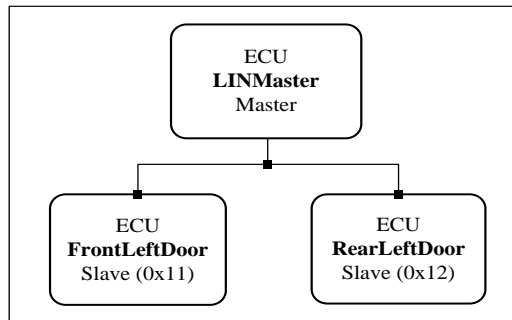 ECU
LINMaster
Master
ECU
FrontLeftDoor
Slave (0x11)
ECU
RearLeftDoor
Slave (0x12)